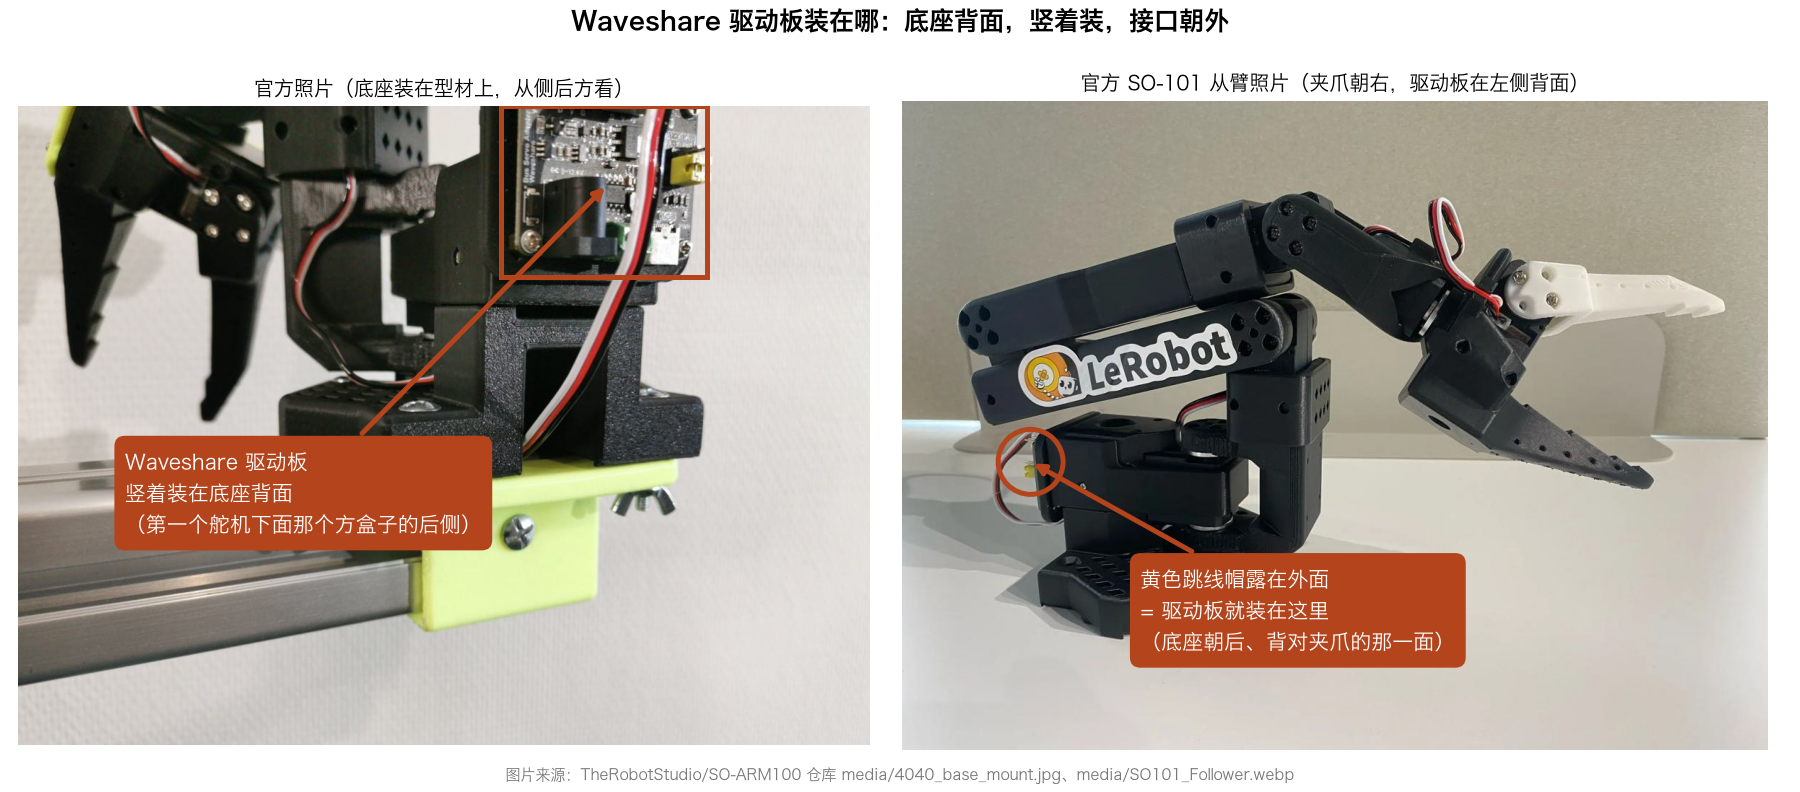 Waveshare 驱动板装在哪：底座背面，竖着装，接口朝外
官方照片（底座装在型材上，从侧后方看）
官方 SO-101 从臂照片（夹爪朝右，驱动板在左侧背面）
Waveshare 驱动板
竖着装在底座背面
（第一个舵机下面那个方盒子的后侧）
LeRobot
黄色跳线帽露在外面
= 驱动板就装在这里
（底座朝后、背对夹爪的那一面）
图片来源：TheRobotStudio/SO-ARM100 仓库 media/4040_base_mount.jpg、media/SO101_Follower.webp